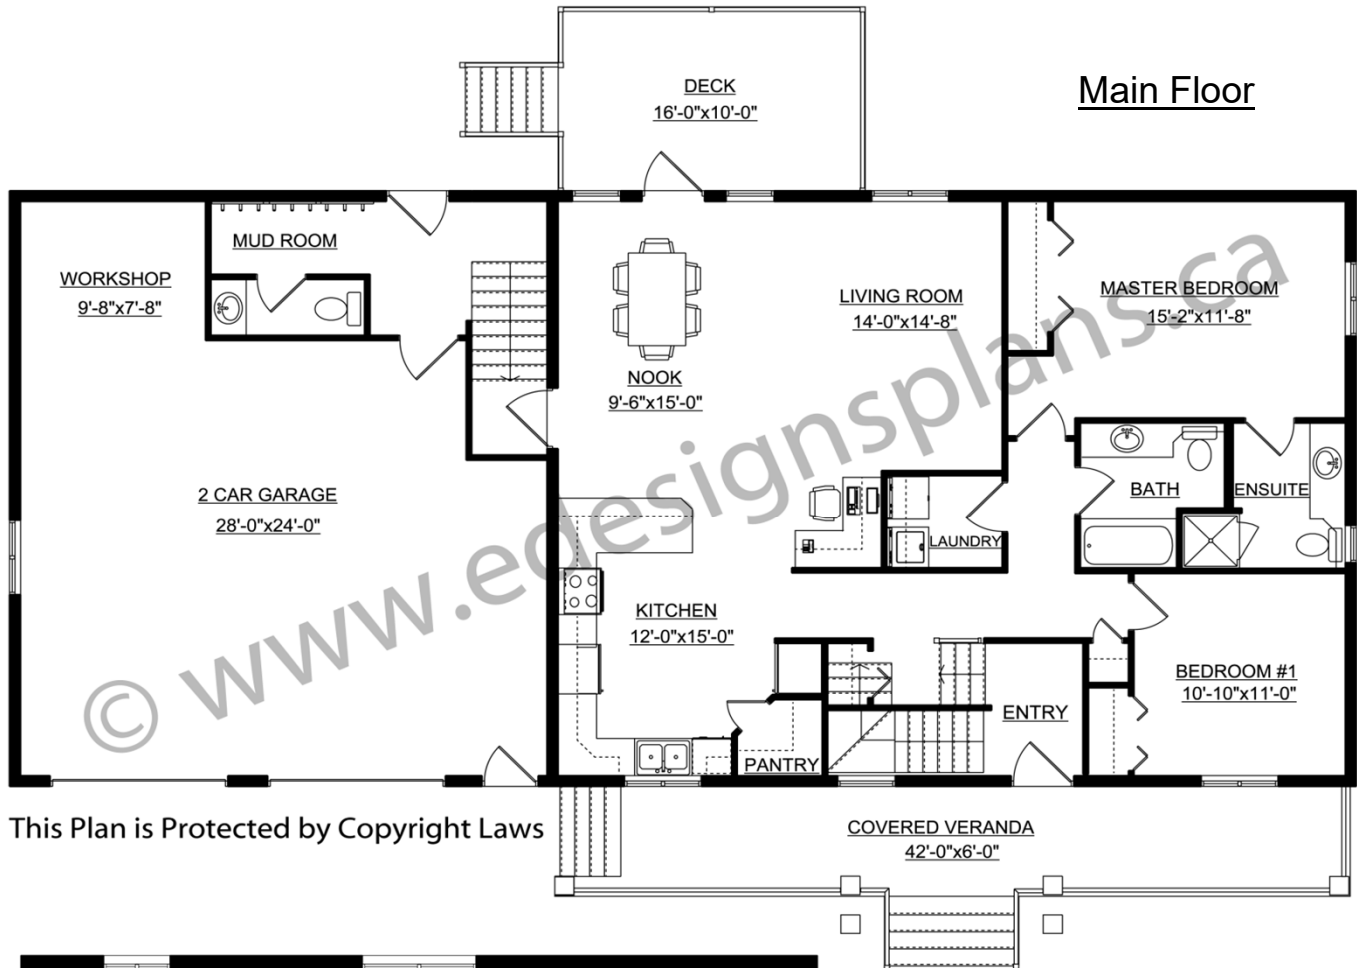 DECK
16'-0"x10'-0"
Main Floor
MUD ROOM
WORKSHOP
9'-8"x7'-8"
LIVING ROOM
14'-0"x14'-8"
MASTER BEDROOM
15'-2"x11'-8"
NOOK
9'-6"x15'-0"
2 CAR GARAGE
28'-0"x24'-0"
BATH
ENSUITE
LAUNDRY
KITCHEN
12'-0"x15'-0"
BEDROOM #1
10'-10"x11'-0"
ENTRY
PANTRY
© www.edesignsplans.ca
This Plan is Protected by Copyright Laws
COVERED VERANDA
42'-0"x6'-0"